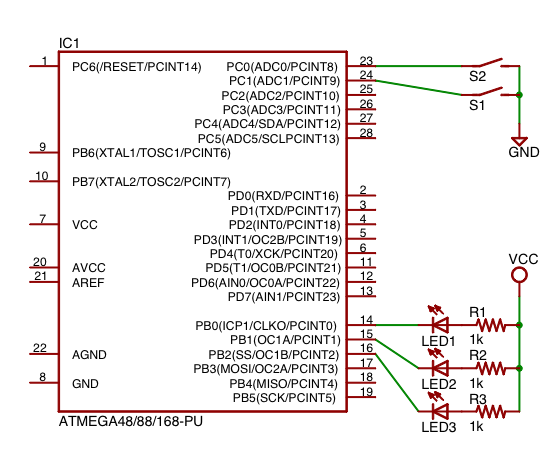 IC1
1 PC6(/RESET/PCINT14)
PC0(ADC0/PCINT8) 23
PC1(ADC1/PCINT9) 24
PC2(ADC2/PCINT10) 25
PC3(ADC3/PCINT11) 26
PC4(ADC4/SDA/PCINT12) 27
PC5(ADC5/SCLPCINT13) 28
S2
S1
GND
9 PB6(XTAL1/TOSC1/PCINT6)
10 PB7(XTAL2/TOSC2/PCINT7)
PD0(RXD/PCINT16) 2
PD1(TXD/PCINT17) 3
7 VCC
PD2(INT0/PCINT18) 4
PD3(INT1/OC2B/PCINT19) 5
PD4(T0/XCK/PCINT20) 6
20 AVCC
PD5(T1/OC0B/PCINT21) 11
21 AREF
PD6(AIN0/OC0A/PCINT22) 12
PD7(AIN1/PCINT23) 13
VCC
PB0(ICP1/CLKO/PCINT0) 14
PB1(OC1A/PCINT1) 15
22 AGND
PB2(SS/OC1B/PCINT2) 16
PB3(MOSI/OC2A/PCINT3) 17
8 GND
PB4(MISO/PCINT4) 18
PB5(SCK/PCINT5) 19
LED1
R1
1k
LED2
R2
1k
LED3
R3
1k
ATMEGA48/88/168-PU